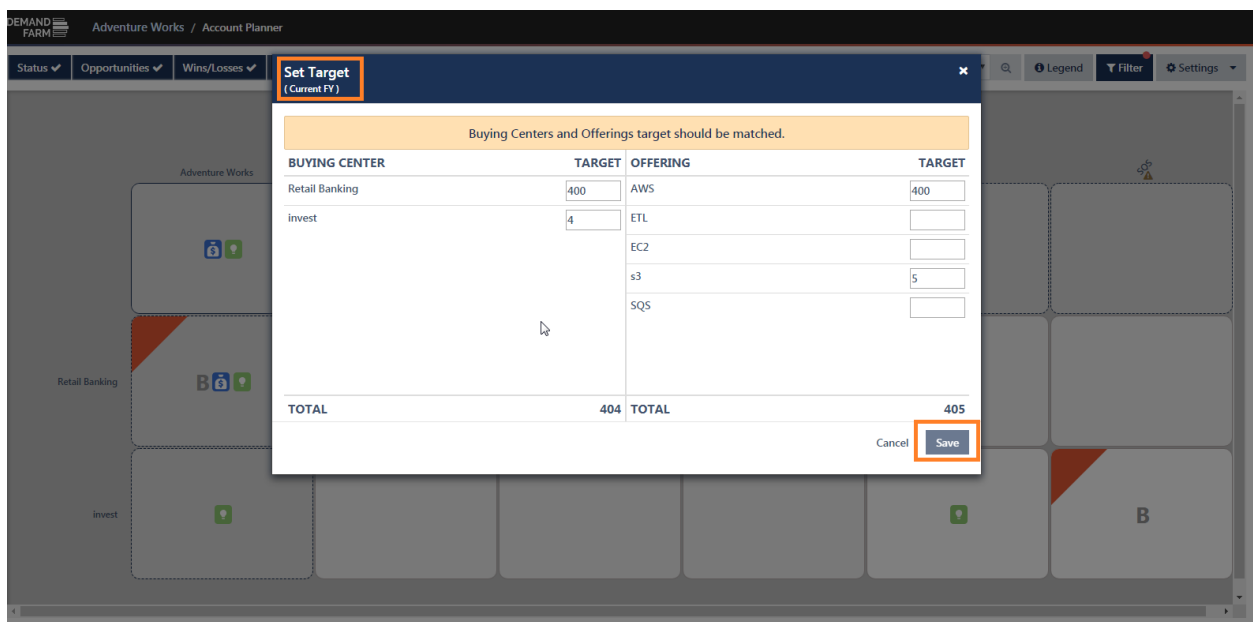 DEMAND
FARM
Adventure Works / Account Planner
Status
Opportunities
Wins/Losses
Legend
Filter
Settings
Set Target
( Current FY )
Buying Centers and Offerings target should be matched.
BUYING CENTER TARGET OFFERING TARGET
Retail Banking 400 AWS 400
invest 4 ETL
EC2
s3 5
SQS
TOTAL 404 TOTAL 405
Cancel Save
Adventure Works
Retail Banking
B
invest
B